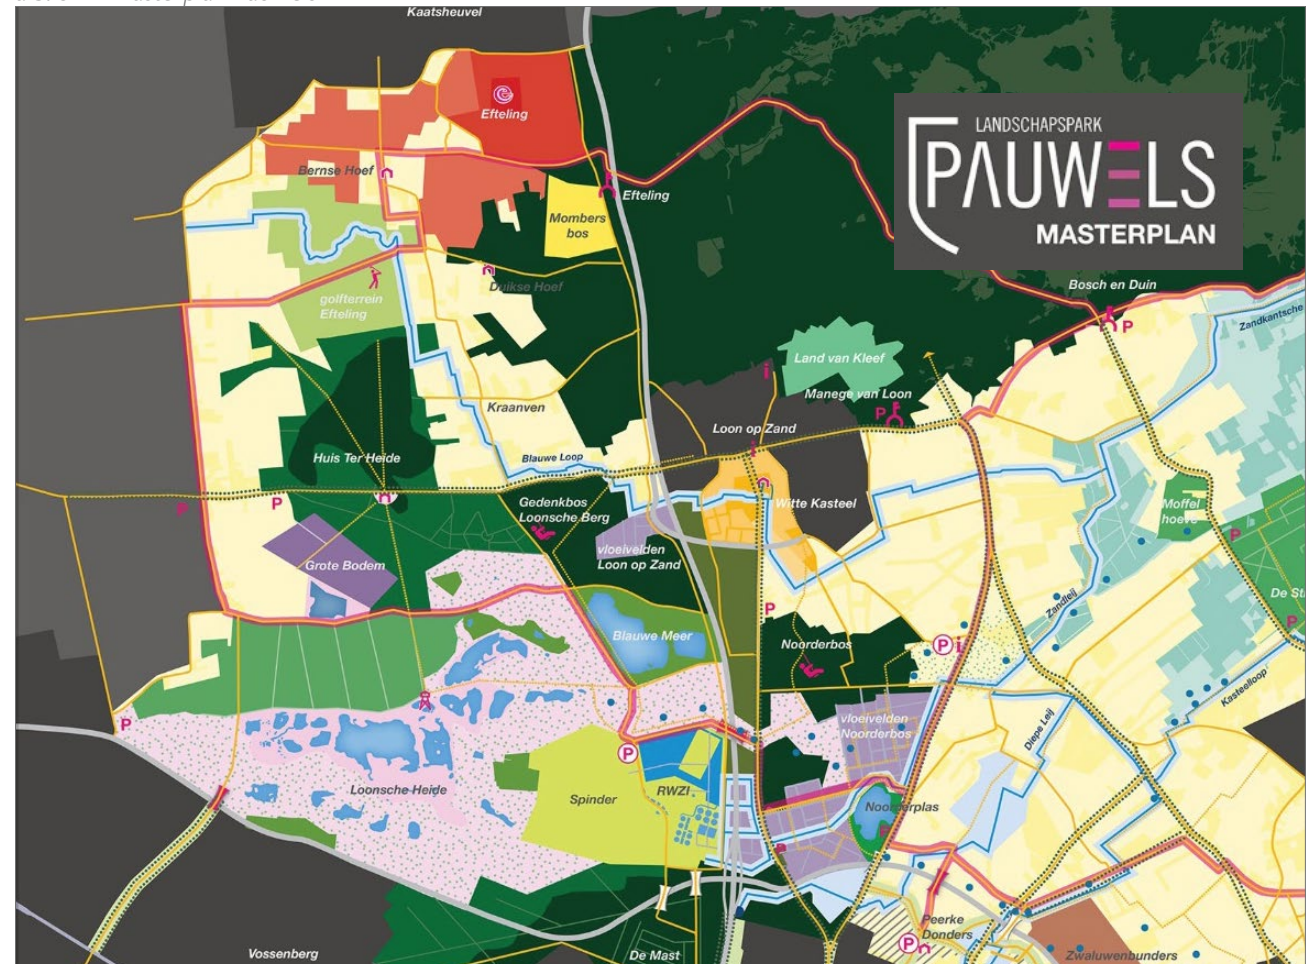 Kaatsheuvel
LANDSCHAPSPARK
PAUWELS
MASTERPLAN
Efteling
Bernse Hoef
Efteling
Mombers
bos
Duikse Hoef
golfterrein
Efteling
Bosch en Duin
P
Zandkantsche
Land van Kleef
Manege van Loon
P
i
Kraanven
Loon op Zand
i
Huis Ter Heide
Blauwe Loop
P
P
Gedenkbos
Loonsche Berg
Witte Kasteel
Moffel
hoeve
P
vloeivelden
Loon op Zand
Grote Bodem
De St
P
Zandleij
P
Blauwe Meer
Noorderbos
P i
Kasteelloop
P
vloeivelden
Noorderbos
Diepe Leij
P
Loonsche Heide
Spinder
RWZI
Noorderplas
P
P
Peerke
Donders
P
Vossenberg
De Mast
Zwaluwenbunders